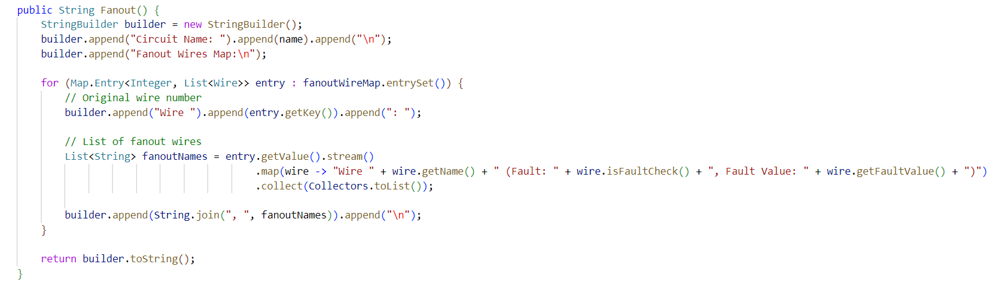 public String Fanout() {
StringBuilder builder = new StringBuilder();
builder.append("Circuit Name: ").append(name).append("\n");
builder.append("Fanout Wires Map:\n");
for (Map.Entry<Integer, List<Wire>> entry : fanoutWireMap.entrySet()) {
// Original wire number
builder.append("Wire ").append(entry.getKey()).append(": ");
// List of fanout wires
List<String> fanoutNames = entry.getValue().stream()
.map(wire -> "Wire " + wire.getName() + " (Fault: " + wire.isFaultCheck() + ", Fault Value: " + wire.getFaultValue() + ")")
.collect(Collectors.toList());
builder.append(String.join(", ", fanoutNames)).append("\n");
}
return builder.toString();
}